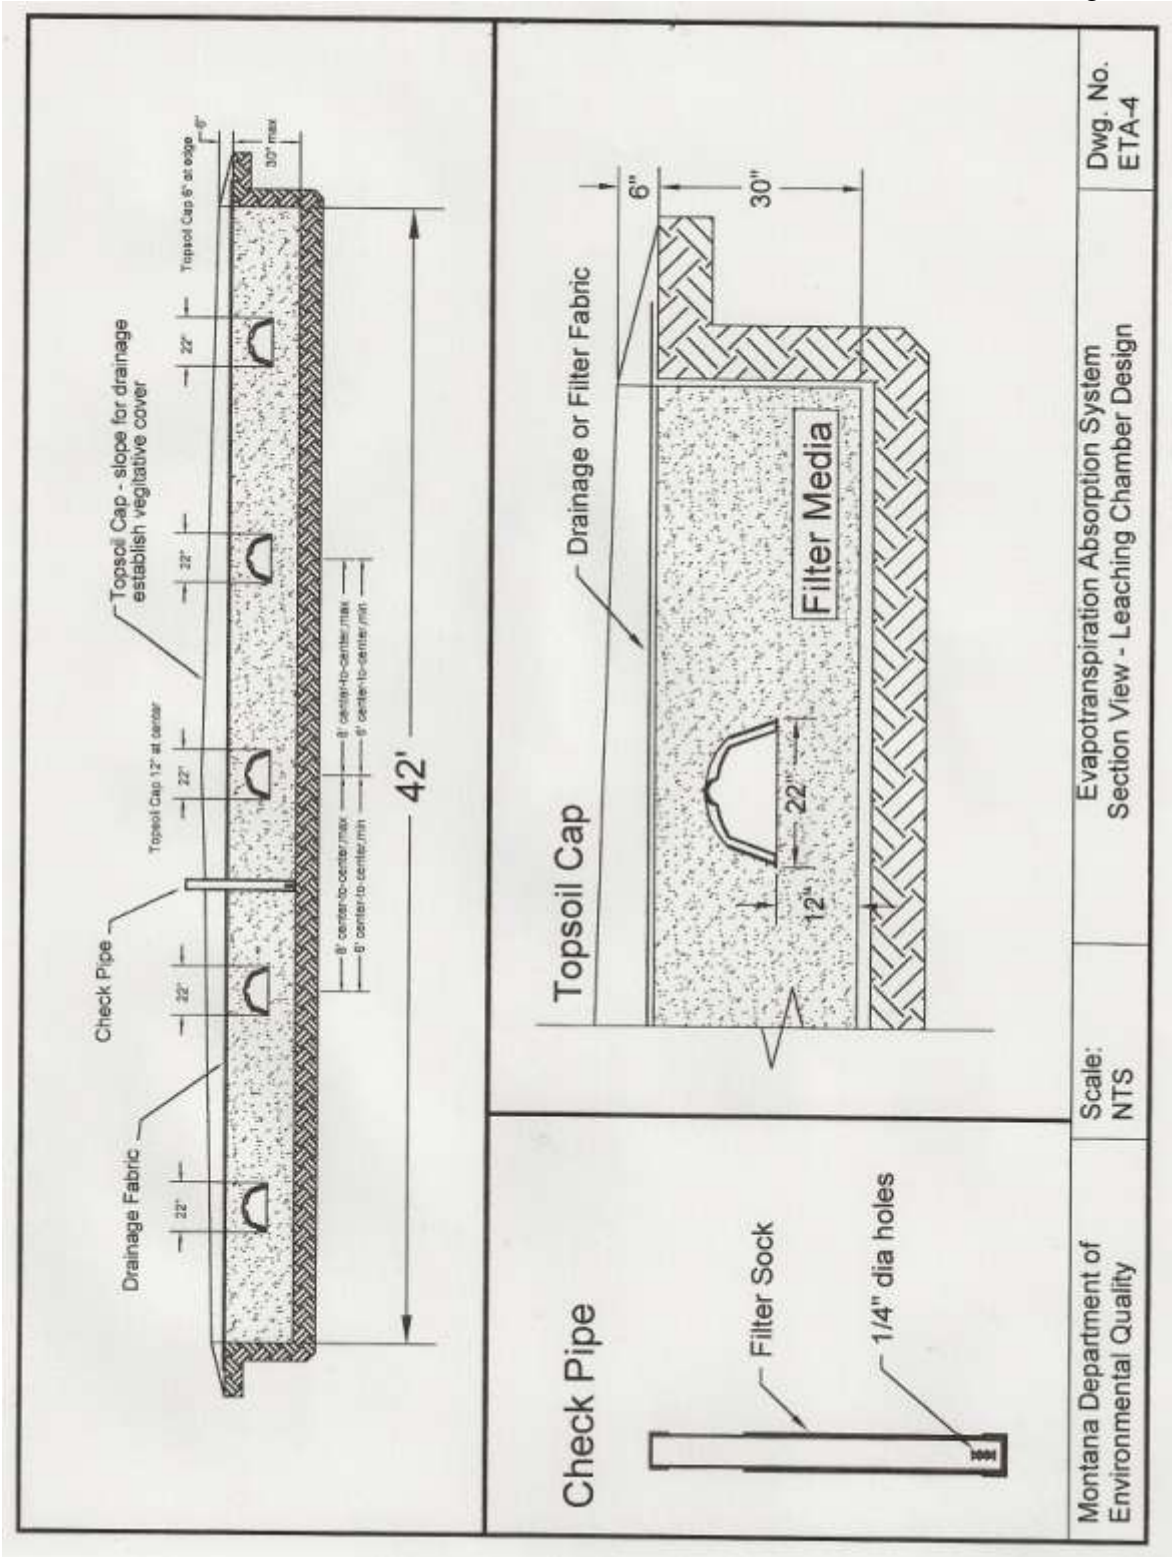 Topsoil Cap - slope for drainage
establish vegitative cover
Topsoil Cap 6" at edge
6"
30" max
Topsoil Cap 12" at center
Check Pipe
Drainage Fabric
22"
22"
22"
22"
22"
8' center-to-center,max
8' center-to-center,max
6' center-to-center,min
6' center-to-center,min
42'
Check Pipe
Filter Sock
1/4" dia holes
Topsoil Cap
Drainage or Filter Fabric
6"
30"
Filter Media
22"
12"
Montana Department of
Environmental Quality
Scale:
NTS
Evapotranspiration Absorption System
Section View - Leaching Chamber Design
Dwg. No.
ETA-4